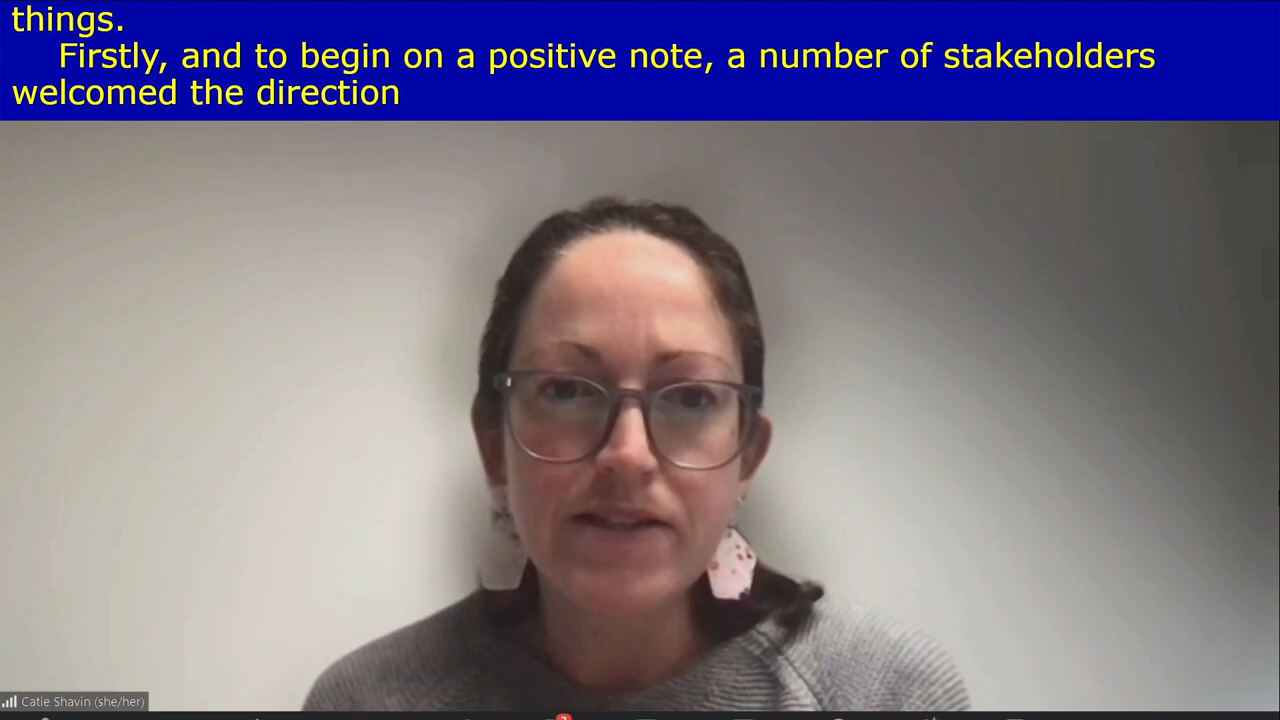 things.
Firstly, and to begin on a positive note, a number of stakeholders
welcomed the direction
Catie Shavin (she/her)